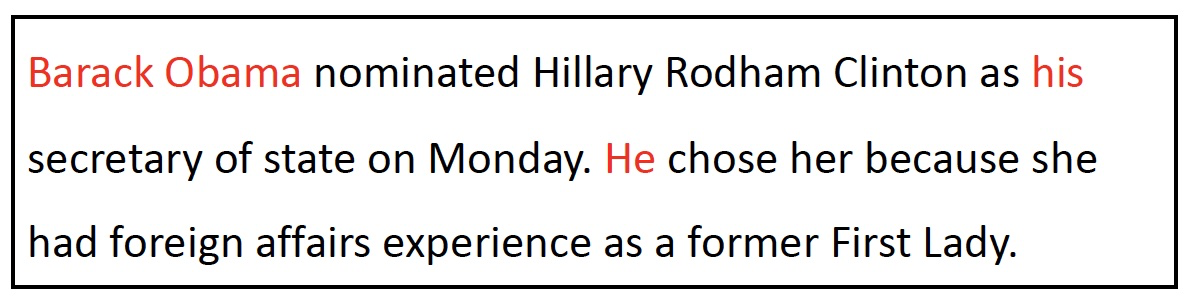 Barack Obama nominated Hillary Rodham Clinton as his
secretary of state on Monday. He chose her because she
had foreign affairs experience as a former First Lady.